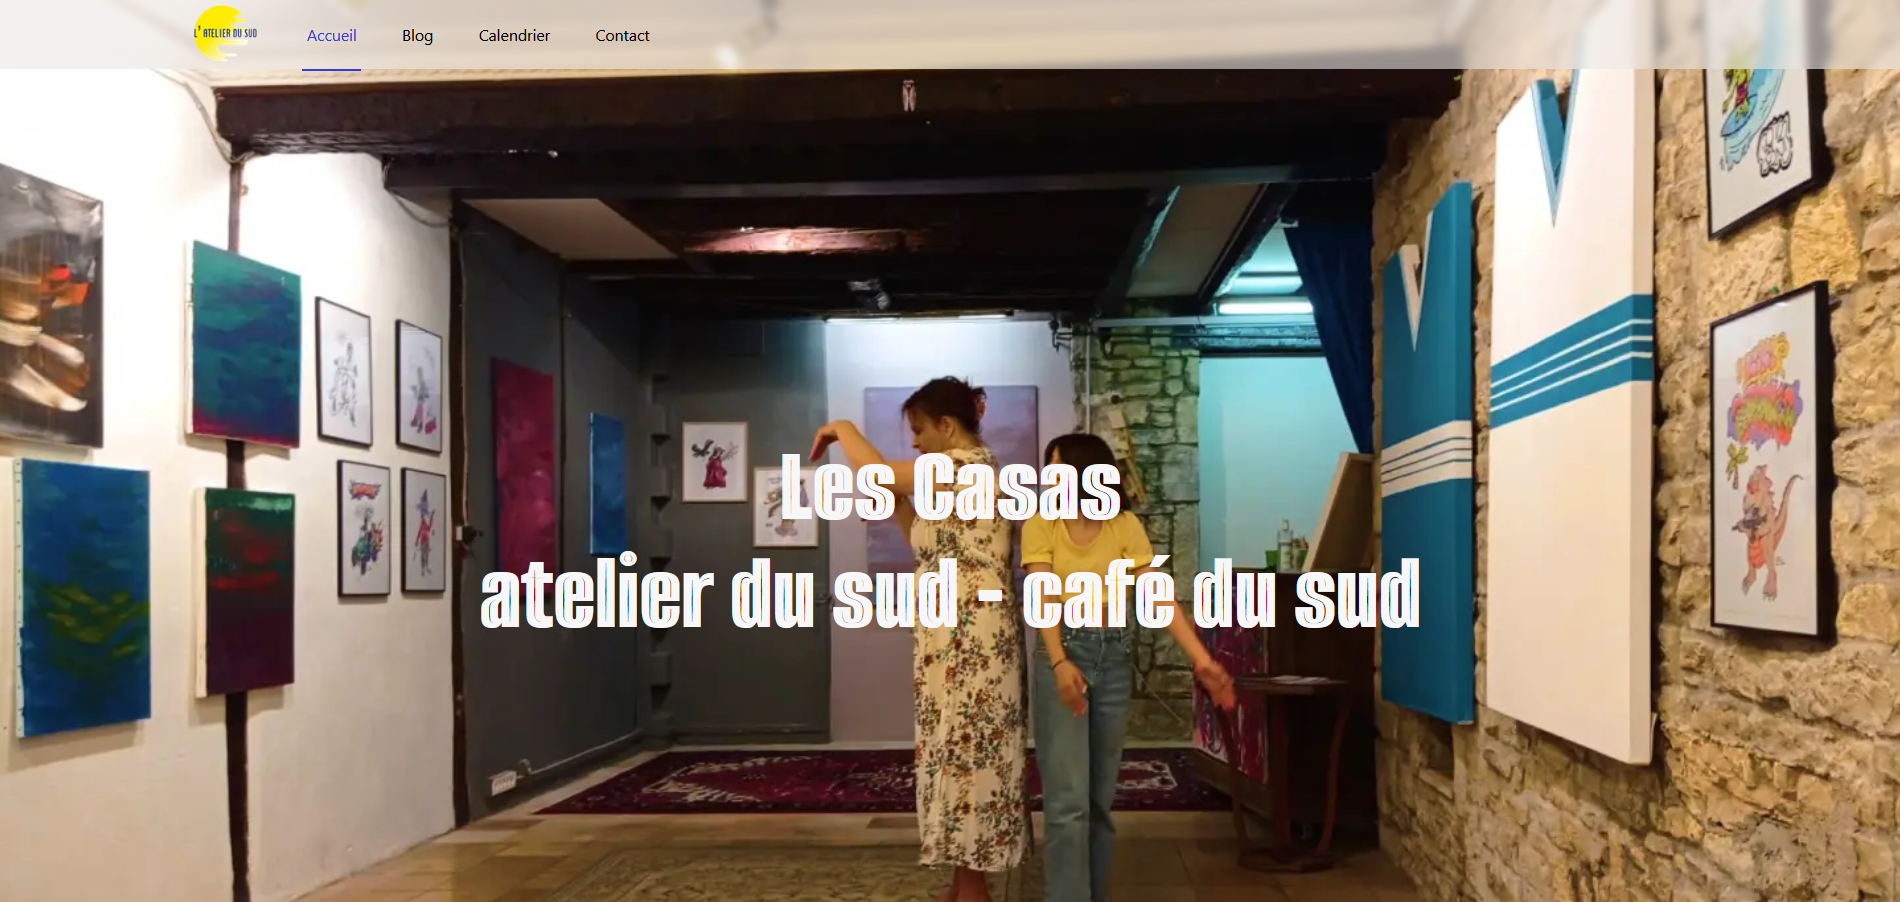 L'ATELIER DU SUD
Accueil
Blog
Calendrier
Contact
Les Casas
atelier du sud - café du sud